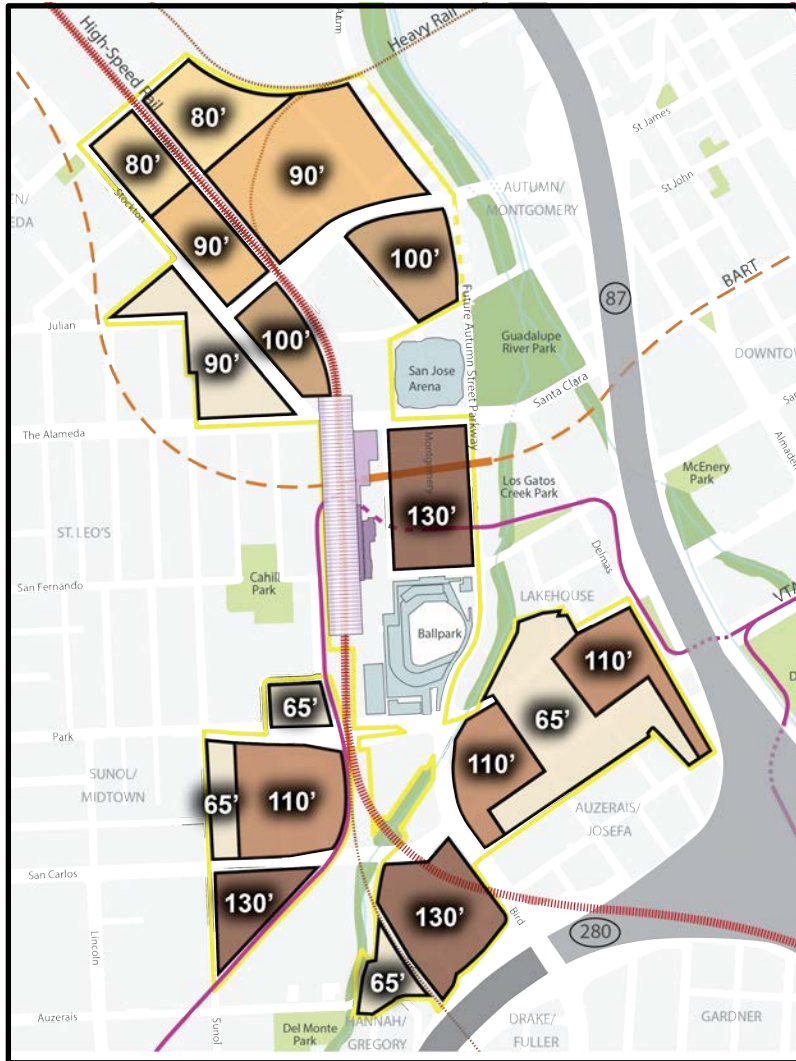 High-Speed Rail
Autumn
Heavy Rail
80'
80'
90'
St James
St John
AUTUMN/
MONTGOMERY
Stockton
90'
100'
BART
87
Julian
100'
90'
Future Autumn Street Parkway
Guadalupe
River Park
San Jose
Arena
DOWNTO
Santa Clara
The Alameda
Montgomery
McEnery
Park
Los Gatos
Creek Park
130'
ST. LEO'S
Delmas
San Fernando
Cahill
Park
LAKEHOUSE
VTA
Ballpark
110'
65'
65'
Park
110'
SUNOL/
MIDTOWN
65'
110'
AUZERAIS/
JOSEFA
San Carlos
130'
130'
Bird
280
Lincoln
65'
Auzerais
Sunol
Del Monte
Park
HANNAH/
GREGORY
DRAKE/
FULLER
GARDNER